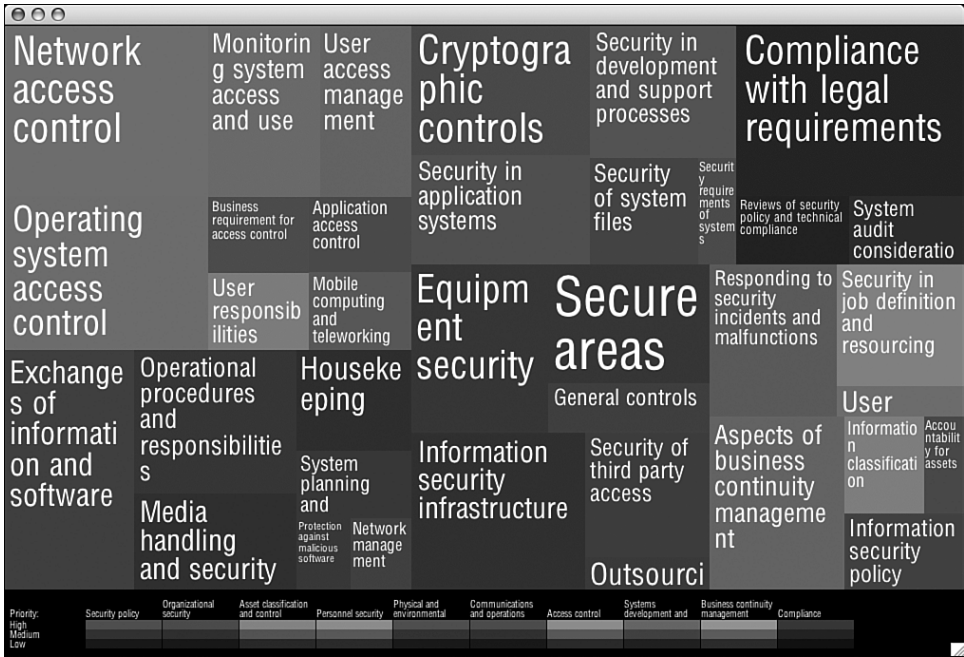 Network
access
control
Monitorin
g system
access
and use
User
access
manage
ment
Cryptogra
phic
controls
Security in
development
and support
processes
Compliance
with legal
requirements
Security in
application
systems
Security
of system
files
Securit
y
require
ments
of
system
s
Reviews of security
policy and technical
compliance
System
audit
consideratio
Operating
system
access
control
Business
requirement for
access control
Application
access
control
User
responsib
ilities
Mobile
computing
and
teleworking
Equipm
ent
security
Secure
areas
General controls
Responding to
security
incidents and
malfunctions
Security in
job definition
and
resourcing
User
Exchange
s of
informati
on and
software
Operational
procedures
and
responsibilitie
s
Houseke
eping
System
planning
and
Media
handling
and security
Protection
against
malicious
software
Network
manage
ment
Information
security
infrastructure
Security of
third party
access
Outsourci
Aspects of
business
continuity
manageme
nt
Informatio
n
classificati
on
Accou
ntabilit
y for
assets
Information
security
policy
Priority:
High
Medium
Low
Security policy
Organizational
security
Asset classification
and control
Personnel security
Physical and
environmental
Communications
and operations
Access control
Systems
development and
Business continuity
management
Compliance